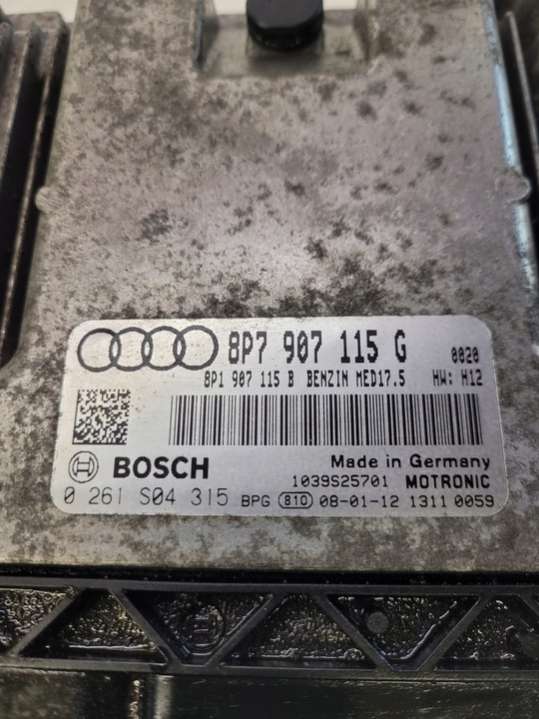 8P7 907 115 G 0020
8P1 907 115 B BENZIN MED17.5 HW: H12
BOSCH Made in Germany
1039S25701 MOTRONIC
0 261 S04 315 BPG 810 08-01-12 1311 0059